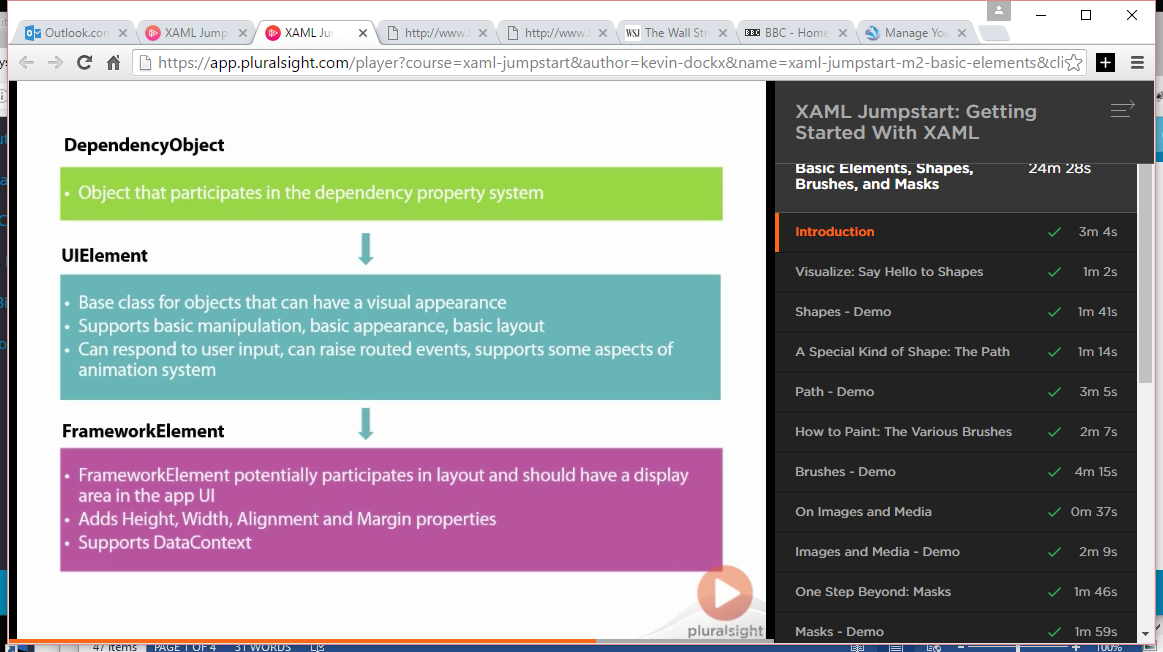 Outlook.con
XAML Jump
XAML Ju
http://www.
http://www.
WSJ The Wall Str
BBC - Home
Manage You
https://app.pluralsight.com/player?course=xaml-jumpstart&author=kevin-dockx&name=xaml-jumpstart-m2-basic-elements&cli
DependencyObject
• Object that participates in the dependency property system
UIElement
• Base class for objects that can have a visual appearance
• Supports basic manipulation, basic appearance, basic layout
• Can respond to user input, can raise routed events, supports some aspects of
animation system
FrameworkElement
• FrameworkElement potentially participates in layout and should have a display
area in the app UI
• Adds Height, Width, Alignment and Margin properties
• Supports DataContext
pluralsight
XAML Jumpstart: Getting
Started With XAML
Basic Elements, Shapes, 24m 28s
Brushes, and Masks
Introduction 3m 4s
Visualize: Say Hello to Shapes 1m 2s
Shapes - Demo 1m 41s
A Special Kind of Shape: The Path 1m 14s
Path - Demo 3m 5s
How to Paint: The Various Brushes 2m 7s
Brushes - Demo 4m 15s
On Images and Media 0m 37s
Images and Media - Demo 2m 9s
One Step Beyond: Masks 1m 46s
Masks - Demo 1m 59s
47 items PAGE 1 OF 4 31 WORDS 100%